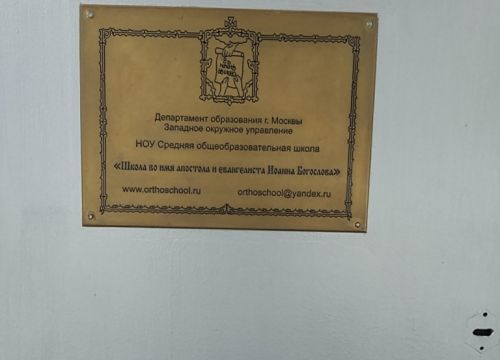 Департамент образования г. Москвы
Западное окружное управление
НОУ Средняя общеобразовательная школа
«Школа во имя апостола и евангелиста Иоанна Богослова»
www.orthoschool.ru orthoschool@yandex.ru